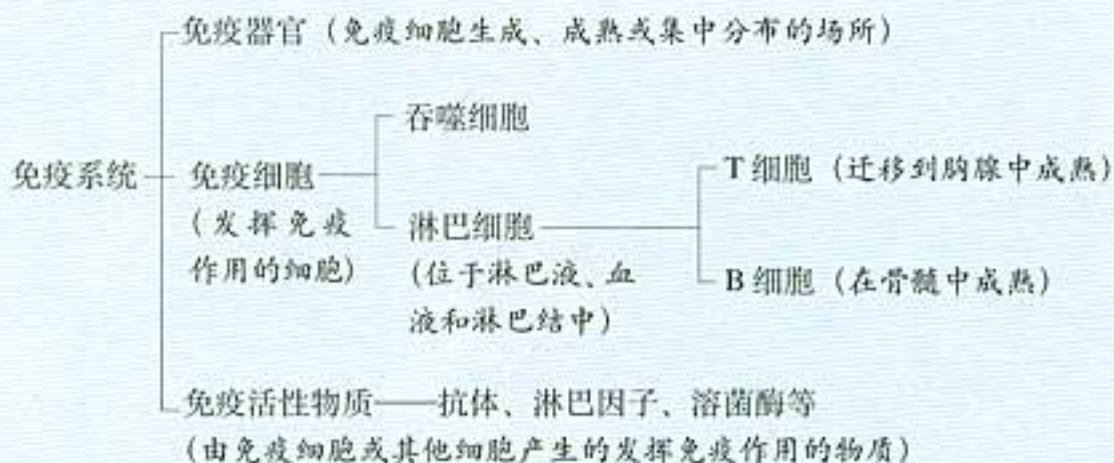 免疫器官（免疫细胞生成、成熟或集中分布的场所）
吞噬细胞
免疫系统
免疫细胞
T 细胞（迁移到胸腺中成熟）
（发挥免疫
作用的细胞）
淋巴细胞
（位于淋巴液、血
液和淋巴结中）
B 细胞（在骨髓中成熟）
免疫活性物质——抗体、淋巴因子、溶菌酶等
（由免疫细胞或其他细胞产生的发挥免疫作用的物质）